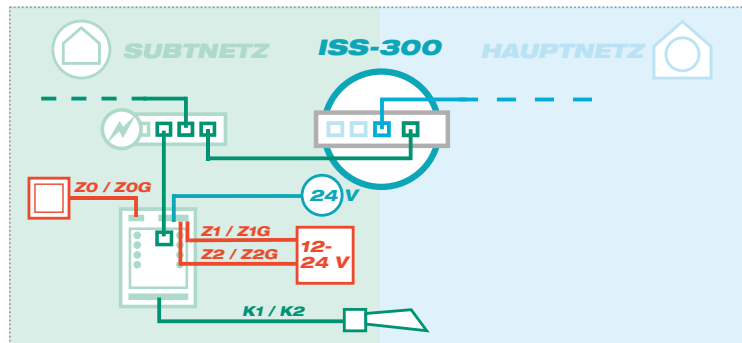 SUBTNETZ
ISS-300
HAUPTNETZ
Z0 / Z0G
24 V
Z1 / Z1G
Z2 / Z2G
12-
24 V
K1 / K2